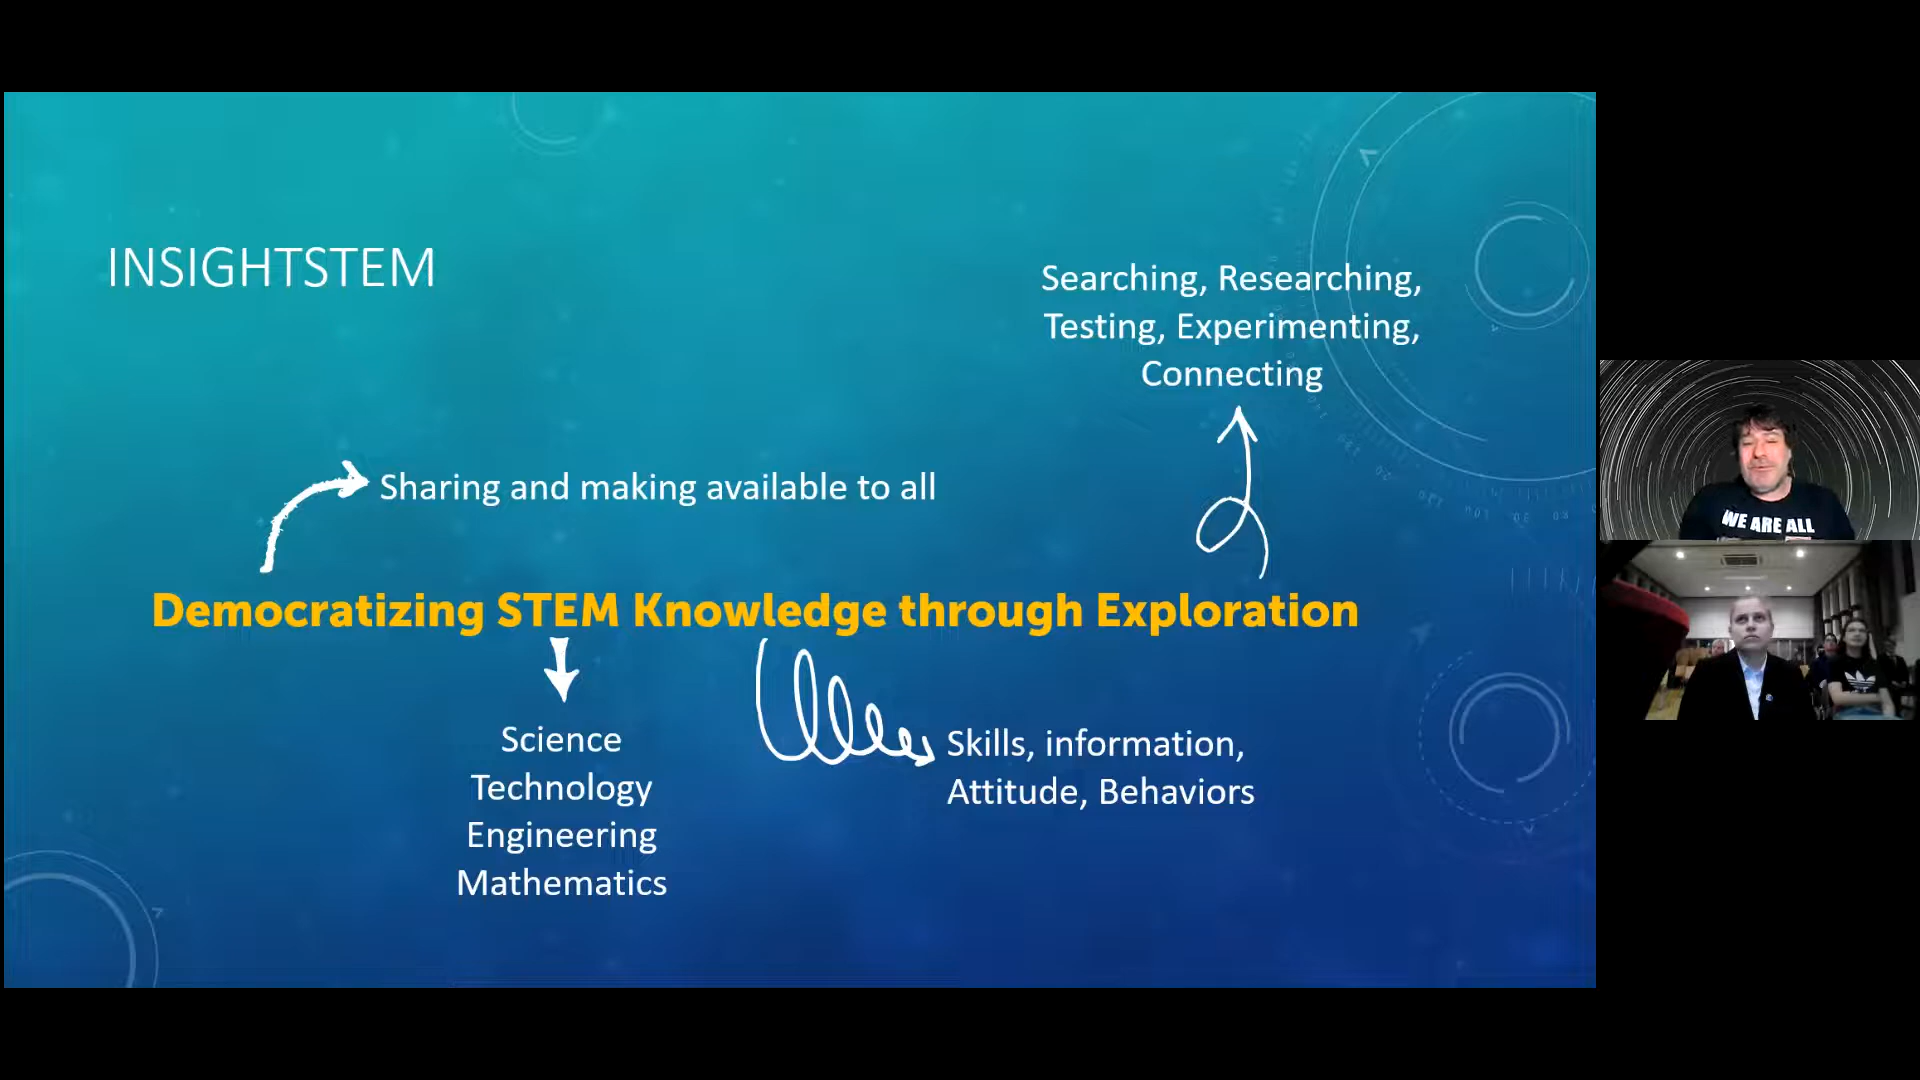 INSIGHTSTEM
Searching, Researching,
Testing, Experimenting,
Connecting
Sharing and making available to all
Democratizing STEM Knowledge through Exploration
Science
Technology
Engineering
Mathematics
Skills, information,
Attitude, Behaviors
WE ARE ALL